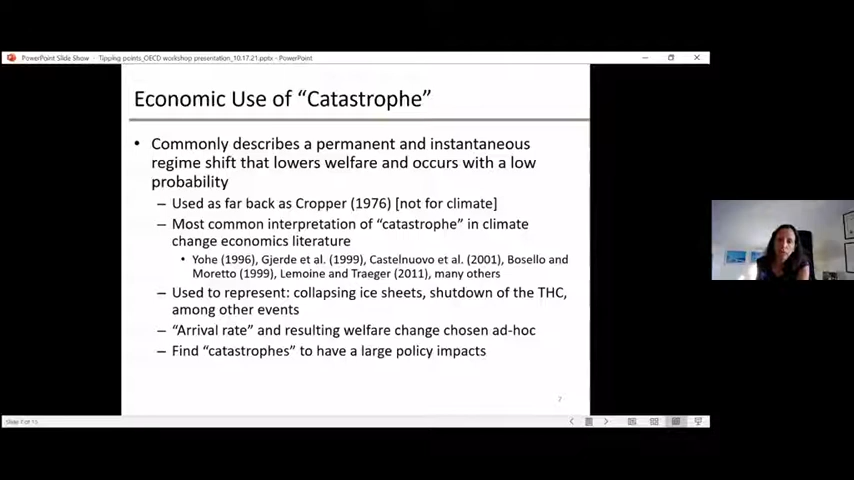 PowerPoint Slide Show - Tipping points_OECD workshop presentation_10.17.21.pptx - PowerPoint
Economic Use of “Catastrophe”
• Commonly describes a permanent and instantaneous
regime shift that lowers welfare and occurs with a low
probability
– Used as far back as Cropper (1976) [not for climate]
– Most common interpretation of “catastrophe” in climate
change economics literature
• Yohe (1996), Gjerde et al. (1999), Castelnuovo et al. (2001), Bosello and
Moretto (1999), Lemoine and Traeger (2011), many others
– Used to represent: collapsing ice sheets, shutdown of the THC,
among other events
– “Arrival rate” and resulting welfare change chosen ad-hoc
– Find “catastrophes” to have a large policy impacts
2